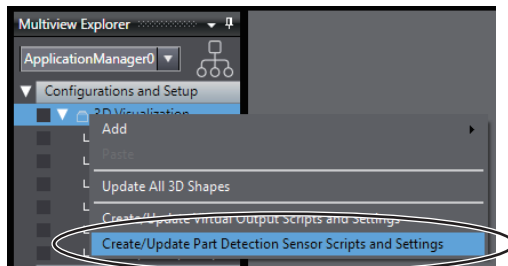 Multiview Explorer
ApplicationManager0
Configurations and Setup
3D Visualization
Add
Paste
Update All 3D Shapes
Create/Update Virtual Output Scripts and Settings
Create/Update Part Detection Sensor Scripts and Settings